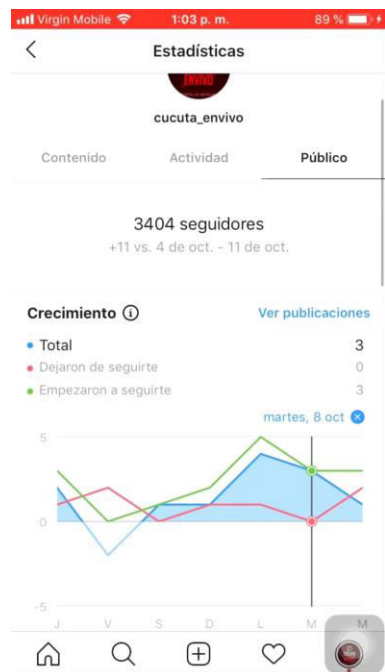 Virgin Mobile 1:03 p. m. 89 %
Estadísticas
ENVIVO
cucuta_envivo
Contenido Actividad Público
3404 seguidores
+11 vs. 4 de oct. - 11 de oct.
Crecimiento Ver publicaciones
Total 3
Dejaron de seguirte 0
Empezaron a seguirte 3
martes, 8 oct
5
0
-5
J V S D L M M